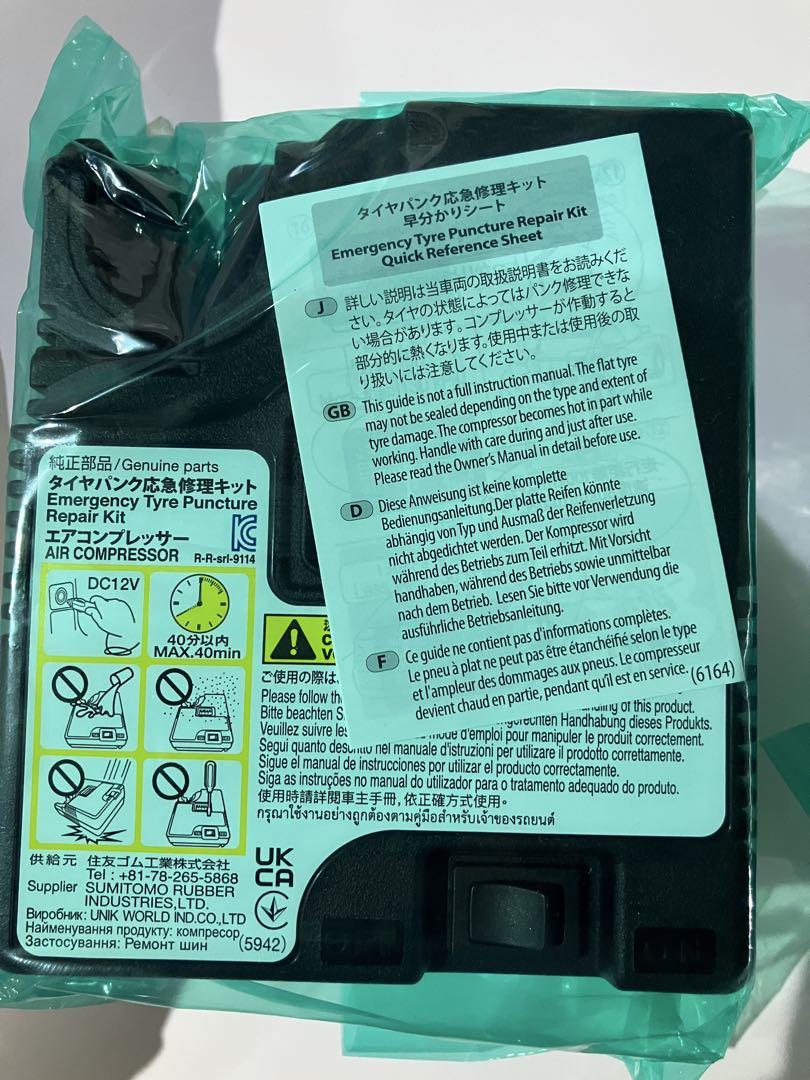 タイヤパンク応急修理キット
早分かりシート
Emergency Tyre Puncture Repair Kit
Quick Reference Sheet
J
詳しい説明は当車両の取扱説明書をお読みくだ
さい。タイヤの状態によってはパンク修理できな
い場合があります。コンプレッサーが作動すると
部分的に熱くなります。使用中または使用後の取
り扱いには注意してください。
GB
This guide is not a full instruction manual. The flat tyre
may not be sealed depending on the type and extent of
tyre damage. The compressor becomes hot in part while
working. Handle with care during and just after use.
Please read the Owner's Manual in detail before use.
D
Diese Anweisung ist keine komplette
Bedienungsanleitung.Der platte Reifen könnte
abhängig von Typ und Ausmaß der Reifenverletzung
nicht abgedichtet werden. Der Kompressor wird
während des Betriebs zum Teil erhitzt. Mit Vorsicht
handhaben, während des Betriebs sowie unmittelbar
nach dem Betrieb. Lesen Sie bitte vor Verwendung die
ausführliche Betriebsanleitung.
F
Ce guide ne contient pas d'informations complètes.
Le pneu à plat ne peut pas être étanchéifié selon le type
et l'ampleur des dommages aux pneus. Le compresseur
devient chaud en partie, pendant qu'il est en service.
(6164)
純正部品/Genuine parts
タイヤパンク応急修理キット
Emergency Tyre Puncture
Repair Kit
エアコンプレッサー
AIR COMPRESSOR
R-R-srl-9114
DC12V
40分以内
MAX.40min
ご使用の際は
Please follow the
handling of this product.
Bitte beachten
gerechten Handhabung dieses Produkts.
Veuillez suivre les mode d'emploi pour manipuler le produit correctement.
Segui quanto descritto nel manuale d'istruzioni per utilizzare il prodotto correttamente.
Sigue el manual de instrucciones por utilizar el producto correctamente.
Siga as instruções no manual do utilizador para o tratamento adequado do produto.
使用時請詳閱車主手冊,依正確方式使用。
กรุณาใช้งานอย่างถูกต้องตามคู่มือสำหรับเจ้าของรถยนต์
供給元 住友ゴム工業株式会社
Tel : +81-78-265-5868
Supplier SUMITOMO RUBBER
INDUSTRIES,LTD.
Виробник: UNIK WORLD IND.CO.,LTD
Найменування продукту: компресор
Застосування: Ремонт шин
(5942)
UK
CA